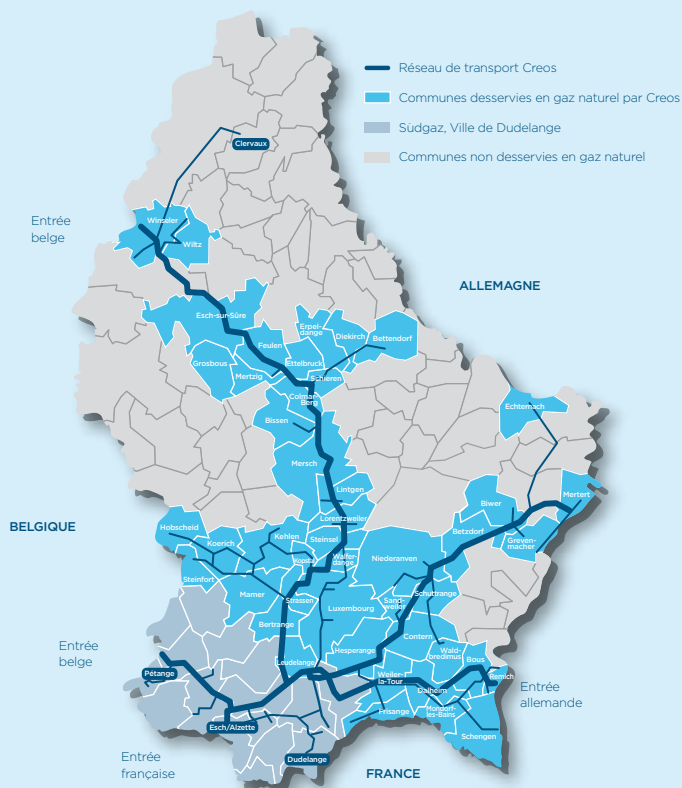 Réseau de transport Creos
Communes desservies en gaz naturel par Creos
Südgaz, Ville de Dudelange
Communes non desservies en gaz naturel
Clervaux
Entrée
belge
Winseler
Wiltz
ALLEMAGNE
Esch-sur-Sûre
Erpel-
dange
Diekirch
Bettendorf
Feulen
Grosbous
Ettelbruck
Mertzig
Schieren
Colmar-
Berg
Echternach
Bissen
Mersch
Lintgen
Mertert
Biwer
Lorentzweiler
BELGIQUE
Hobscheid
Kehlen
Steinsel
Betzdorf
Greven-
macher
Koerich
Kopstal
Walfer-
dange
Niederanven
Steinfort
Mamer
Strassen
Luxembourg
Sand-
weiler
Schuttrange
Bertrange
Contern
Entrée
belge
Hesperange
Wald-
bredimus
Bous
Leudelange
Pétange
Weiler-
la-Tour
Remich
Dalheim
Entrée
allemande
Frisange
Mondorf-
les-Bains
Esch/Alzette
Schengen
Entrée
française
Dudelange
FRANCE